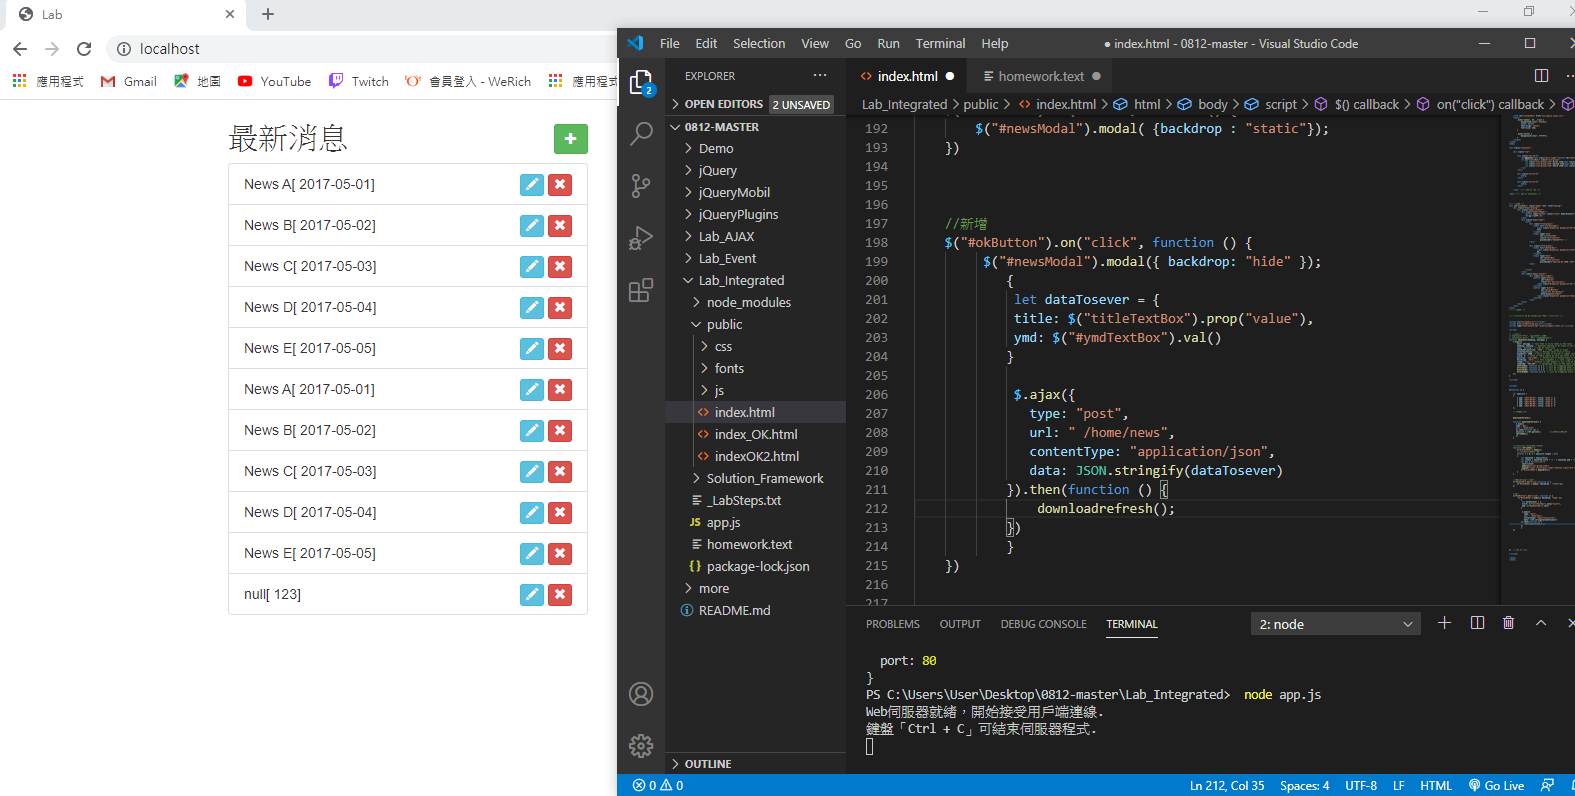 Lab
localhost
應用程式 Gmail 地圖 YouTube Twitch 會員登入 - WeRich 應用程式
最新消息
News A[ 2017-05-01]
News B[ 2017-05-02]
News C[ 2017-05-03]
News D[ 2017-05-04]
News E[ 2017-05-05]
News A[ 2017-05-01]
News B[ 2017-05-02]
News C[ 2017-05-03]
News D[ 2017-05-04]
News E[ 2017-05-05]
null[ 123]
File Edit Selection View Go Run Terminal Help ● index.html - 0812-master - Visual Studio Code
2
EXPLORER ···
OPEN EDITORS 2 UNSAVED
0812-MASTER
Demo
jQuery
jQueryMobil
jQueryPlugins
Lab_AJAX
Lab_Event
Lab_Integrated
node_modules
public
css
fonts
js
index.html
index_OK.html
indexOK2.html
Solution_Framework
_LabSteps.txt
JS app.js
homework.text
{} package-lock.json
more
README.md
OUTLINE
index.html ● homework.text ●
Lab_Integrated > public > index.html > html > body > script > $() callback > on("click") callback >
192 $("#newsModal").modal( {backdrop : "static"});
193 })
194
195
196
197 //新增
198 $("#okButton").on("click", function () {
199 $("#newsModal").modal({ backdrop: "hide" });
200 {
201 let dataTosever = {
202 title: $("titleTextBox").prop("value"),
203 ymd: $("#ymdTextBox").val()
204 }
205
206 $.ajax({
207 type: "post",
208 url: " /home/news",
209 contentType: "application/json",
210 data: JSON.stringify(dataTosever)
211 }).then(function () {
212 downloadrefresh();
213 })
214 }
215 })
216
217
PROBLEMS OUTPUT DEBUG CONSOLE TERMINAL 2: node
port: 80
}
PS C:\Users\User\Desktop\0812-master\Lab_Integrated> node app.js
Web伺服器就緒，開始接受用戶端連線.
鍵盤「Ctrl + C」可結束伺服器程式.
0 0 Ln 212, Col 35 Spaces: 4 UTF-8 LF HTML Go Live